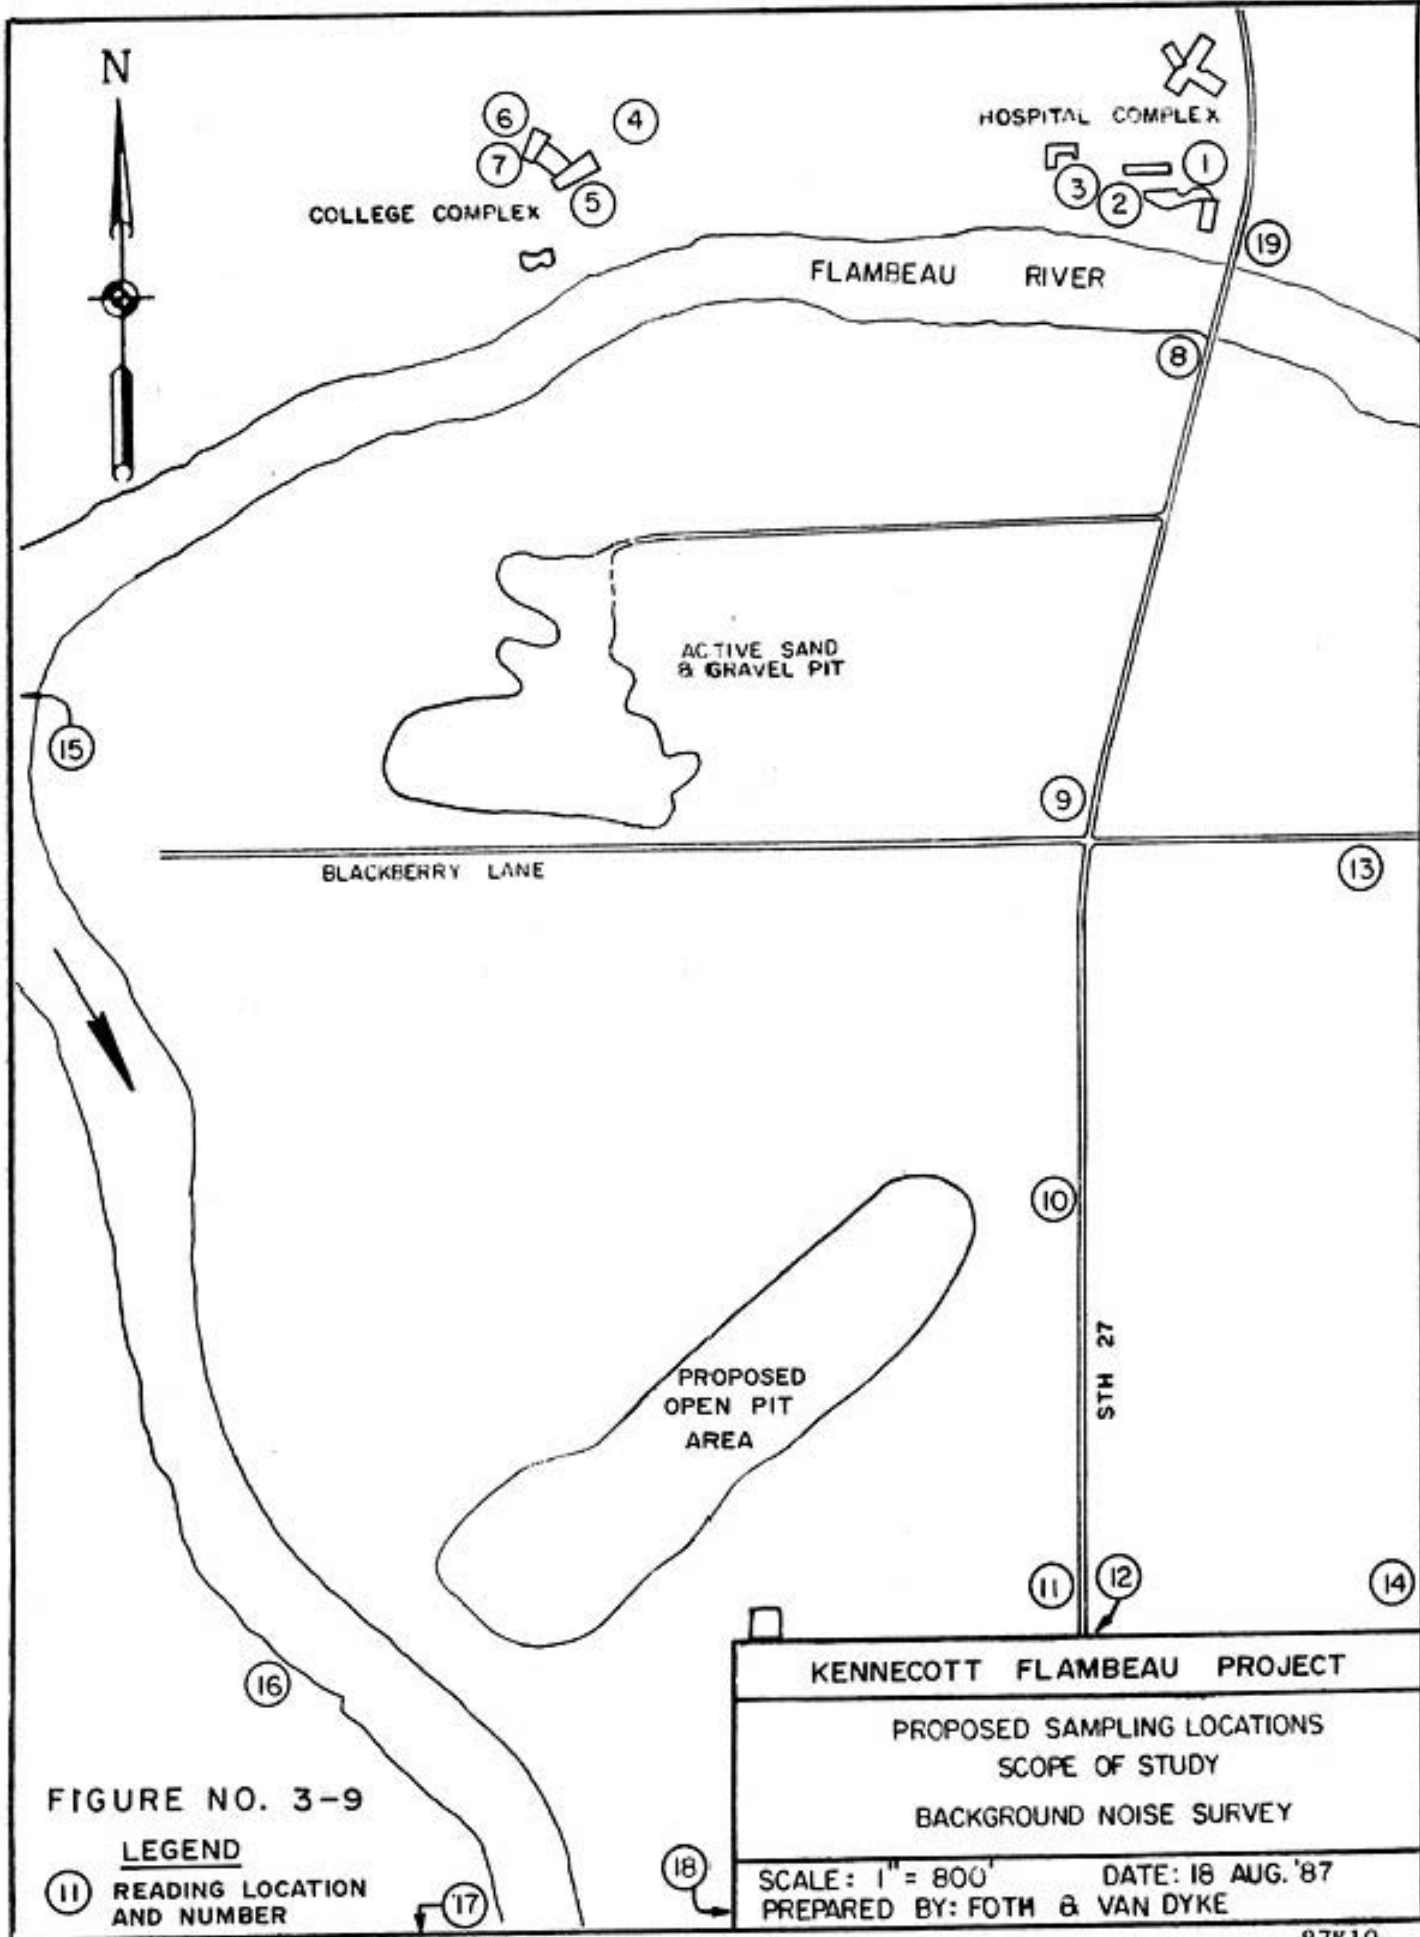 N
6
4
7
5
COLLEGE COMPLEX
HOSPITAL COMPLEX
1
3
2
19
FLAMBEAU RIVER
8
ACTIVE SAND
& GRAVEL PIT
15
9
BLACKBERRY LANE
13
10
STH 27
PROPOSED
OPEN PIT
AREA
11
12
14
16
17
18
FIGURE NO. 3-9
LEGEND
11 READING LOCATION
AND NUMBER
KENNECOTT FLAMBEAU PROJECT
PROPOSED SAMPLING LOCATIONS
SCOPE OF STUDY
BACKGROUND NOISE SURVEY
SCALE: 1" = 800' DATE: 18 AUG. '87
PREPARED BY: FOTH & VAN DYKE